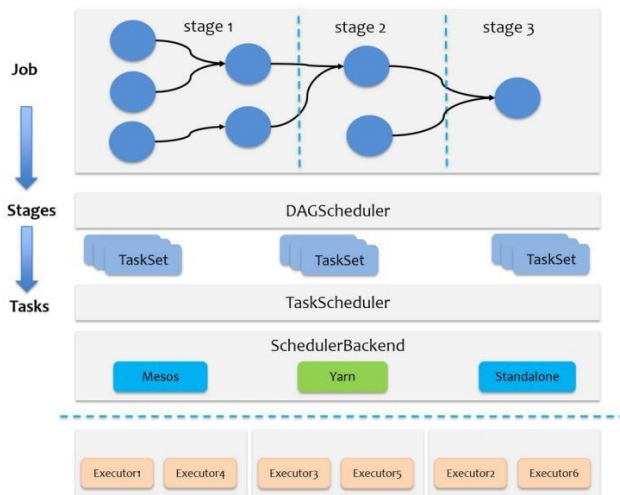 stage 1
stage 2
stage 3
Job
Stages
DAGScheduler
TaskSet
TaskSet
TaskSet
Tasks
TaskScheduler
SchedulerBackend
Mesos
Yarn
Standalone
Executor1
Executor4
Executor3
Executor5
Executor2
Executor6